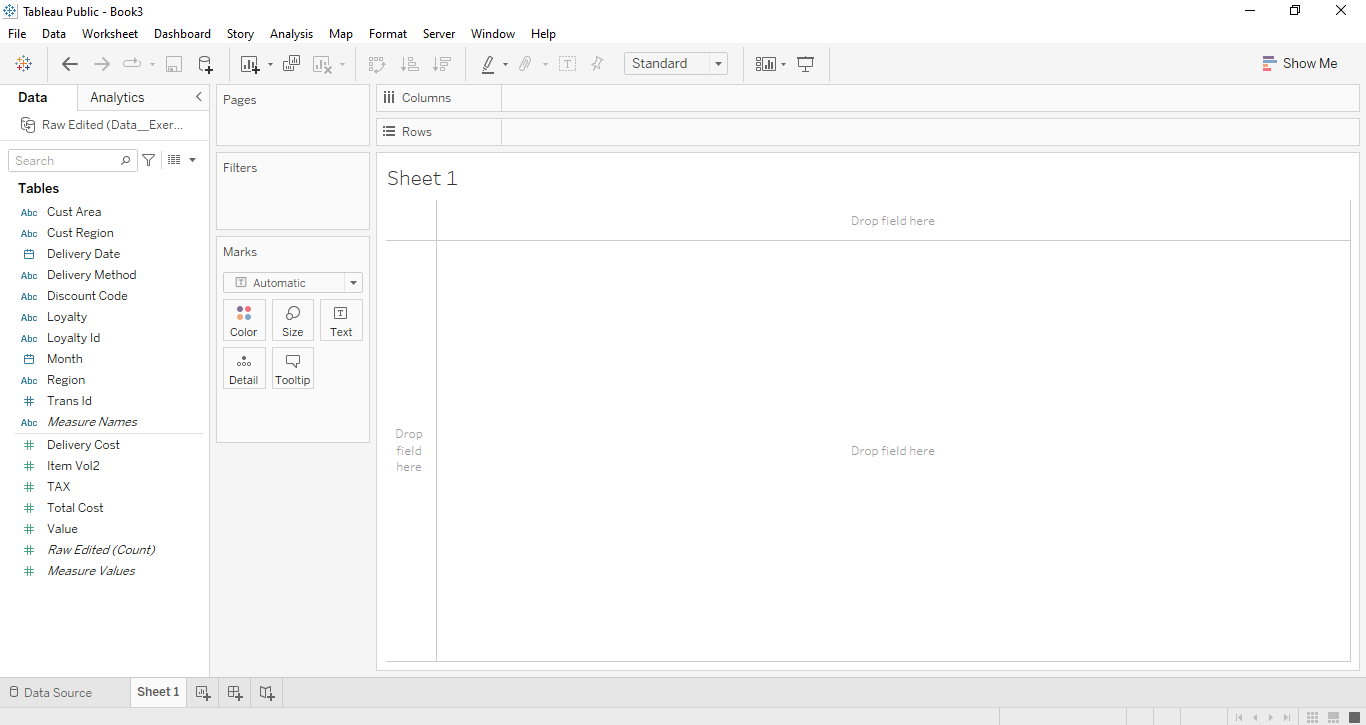 Tableau Public - Book3
File Data Worksheet Dashboard Story Analysis Map Format Server Window Help
Standard
Show Me
Data Analytics
Raw Edited (Data__Exer...
Search
Tables
Abc Cust Area
Abc Cust Region
Delivery Date
Abc Delivery Method
Abc Discount Code
Abc Loyalty
Abc Loyalty Id
Month
Abc Region
# Trans Id
Abc Measure Names
# Delivery Cost
# Item Vol2
# TAX
# Total Cost
# Value
# Raw Edited (Count)
# Measure Values
Pages
Filters
Marks
T Automatic
Color Size Text
Detail Tooltip
Columns
Rows
Sheet 1
Drop field here
Drop
field
here
Drop field here
Data Source Sheet 1